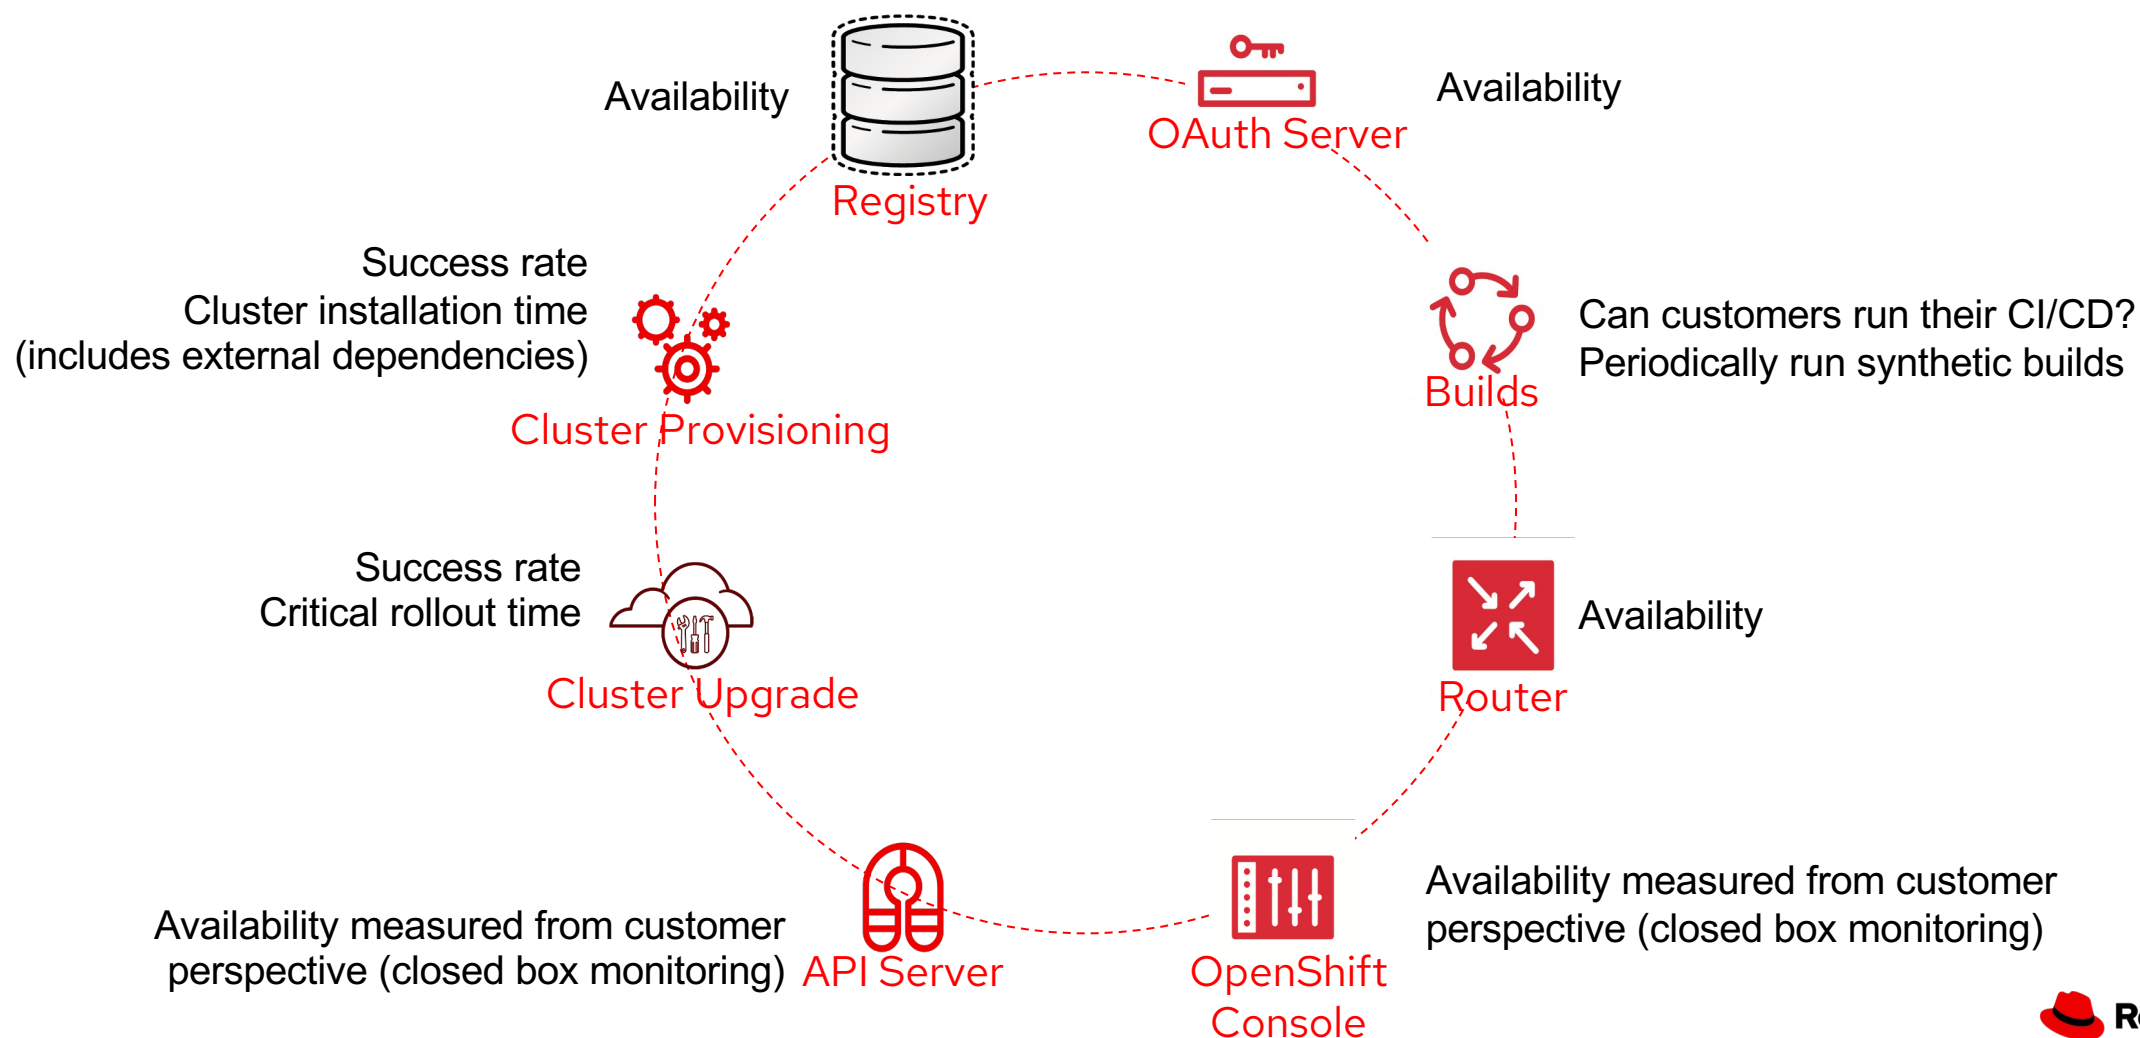 Availability
Registry
OAuth Server
Availability
Success rate
Cluster installation time
(includes external dependencies)
Cluster Provisioning
Builds
Can customers run their CI/CD?
Periodically run synthetic builds
Success rate
Critical rollout time
Cluster Upgrade
Router
Availability
Availability measured from customer
perspective (closed box monitoring)
API Server
OpenShift
Console
Availability measured from customer
perspective (closed box monitoring)